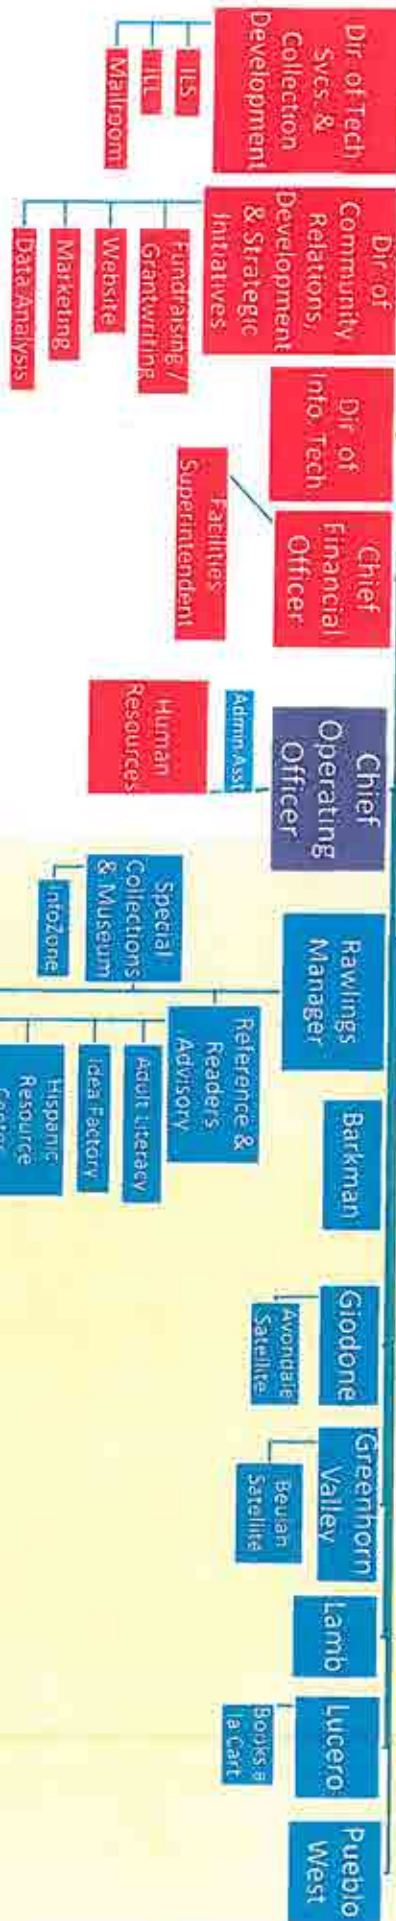 Dir. of Tech
Svcs. &
Collection
Development
ILS
ILL
Mailroom
Dir. of
Community
Relations,
Development
& Strategic
Initiatives
Fundraising /
Grantwriting
Website
Marketing
Data Analysis
Dir. of
Info. Tech
Chief
Financial
Officer
Facilities
Superintendent
Chief
Operating
Officer
Admin Asst
Human
Resources
Rawlings
Manager
Special
Collections
& Museum
InfoZone
Reference &
Readers
Advisory
Adult Literacy
Idea Factory
Hispanic
Resource
Center
Barkman
Giodone
Avondale
Satellite
Greenhorn
Valley
Beulah
Satellite
Lamb
Lucero
Books a
la Cart
Pueblo
West